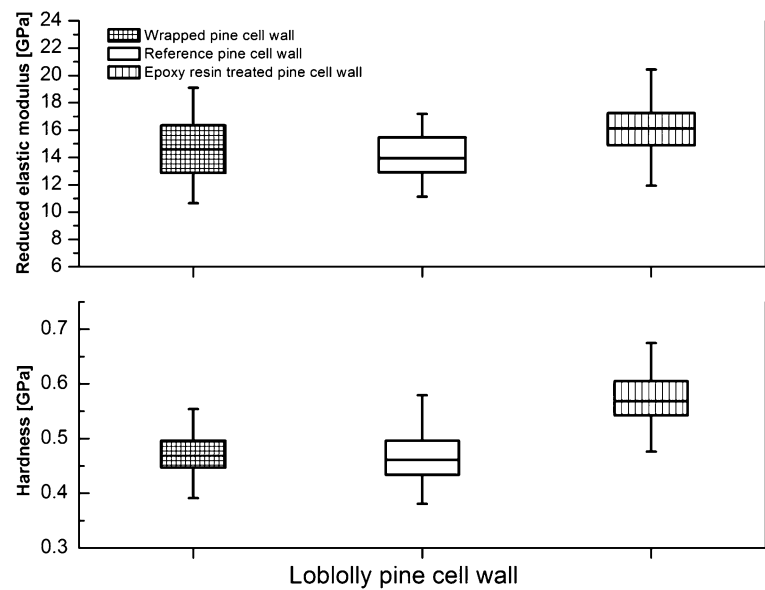 Reduced elastic modulus [GPa]
24
22
20
18
16
14
12
10
8
6
Wrapped pine cell wall
Reference pine cell wall
Epoxy resin treated pine cell wall
Hardness [GPa]
0.7
0.6
0.5
0.4
0.3
Loblolly pine cell wall